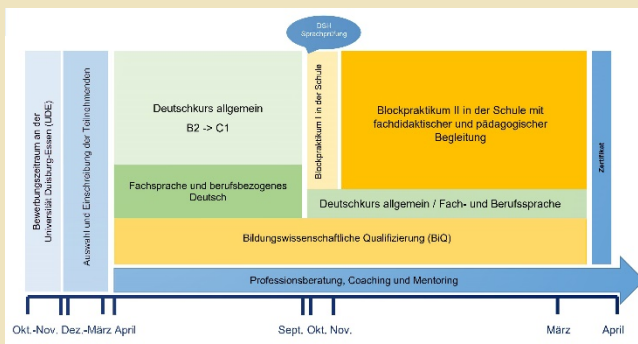 DSH
Sprachprüfung
Bewerbungszeitraum an der
Universität Duisburg-Essen (UDE)
Auswahl und Einschreibung der Teilnehmenden
Deutschkurs allgemein
B2 -> C1
Blockpraktikum I in der Schule
Blockpraktikum II in der Schule mit
fachdidaktischer und pädagogischer
Begleitung
Zertifikat
Fachsprache und berufsbezogenes
Deutsch
Deutschkurs allgemein / Fach- und Berufssprache
Bildungswissenschaftliche Qualifizierung (BiQ)
Professionsberatung, Coaching und Mentoring
Okt.-Nov. Dez.-März April Sept. Okt. Nov. März April